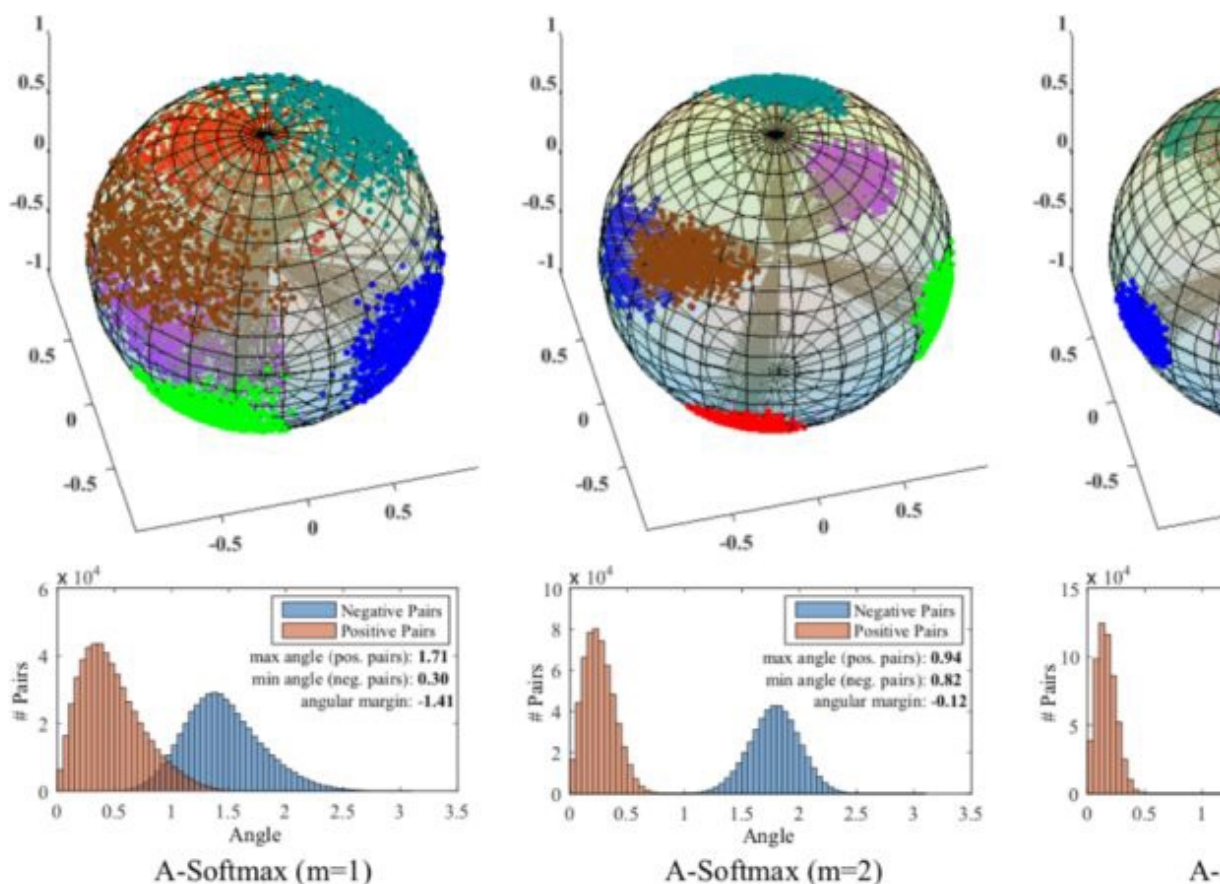 1
0.5
0
-0.5
-1
0.5
0
-0.5
-0.5
0
0.5
1
0.5
0
-0.5
-1
0.5
0
-0.5
-0.5
0
0.5
1
0.5
0
-0.5
-1
0.5
0
-0.5
x 10^4
6
4
2
0
# Pairs
Negative Pairs
Positive Pairs
max angle (pos. pairs): 1.71
min angle (neg. pairs): 0.30
angular margin: -1.41
0 0.5 1 1.5 2 2.5 3 3.5
Angle
A-Softmax (m=1)
x 10^4
10
8
6
4
2
0
# Pairs
Negative Pairs
Positive Pairs
max angle (pos. pairs): 0.94
min angle (neg. pairs): 0.82
angular margin: -0.12
0 0.5 1 1.5 2 2.5 3 3.5
Angle
A-Softmax (m=2)
x 10^4
15
10
5
0
# Pairs
0 0.5 1
A-